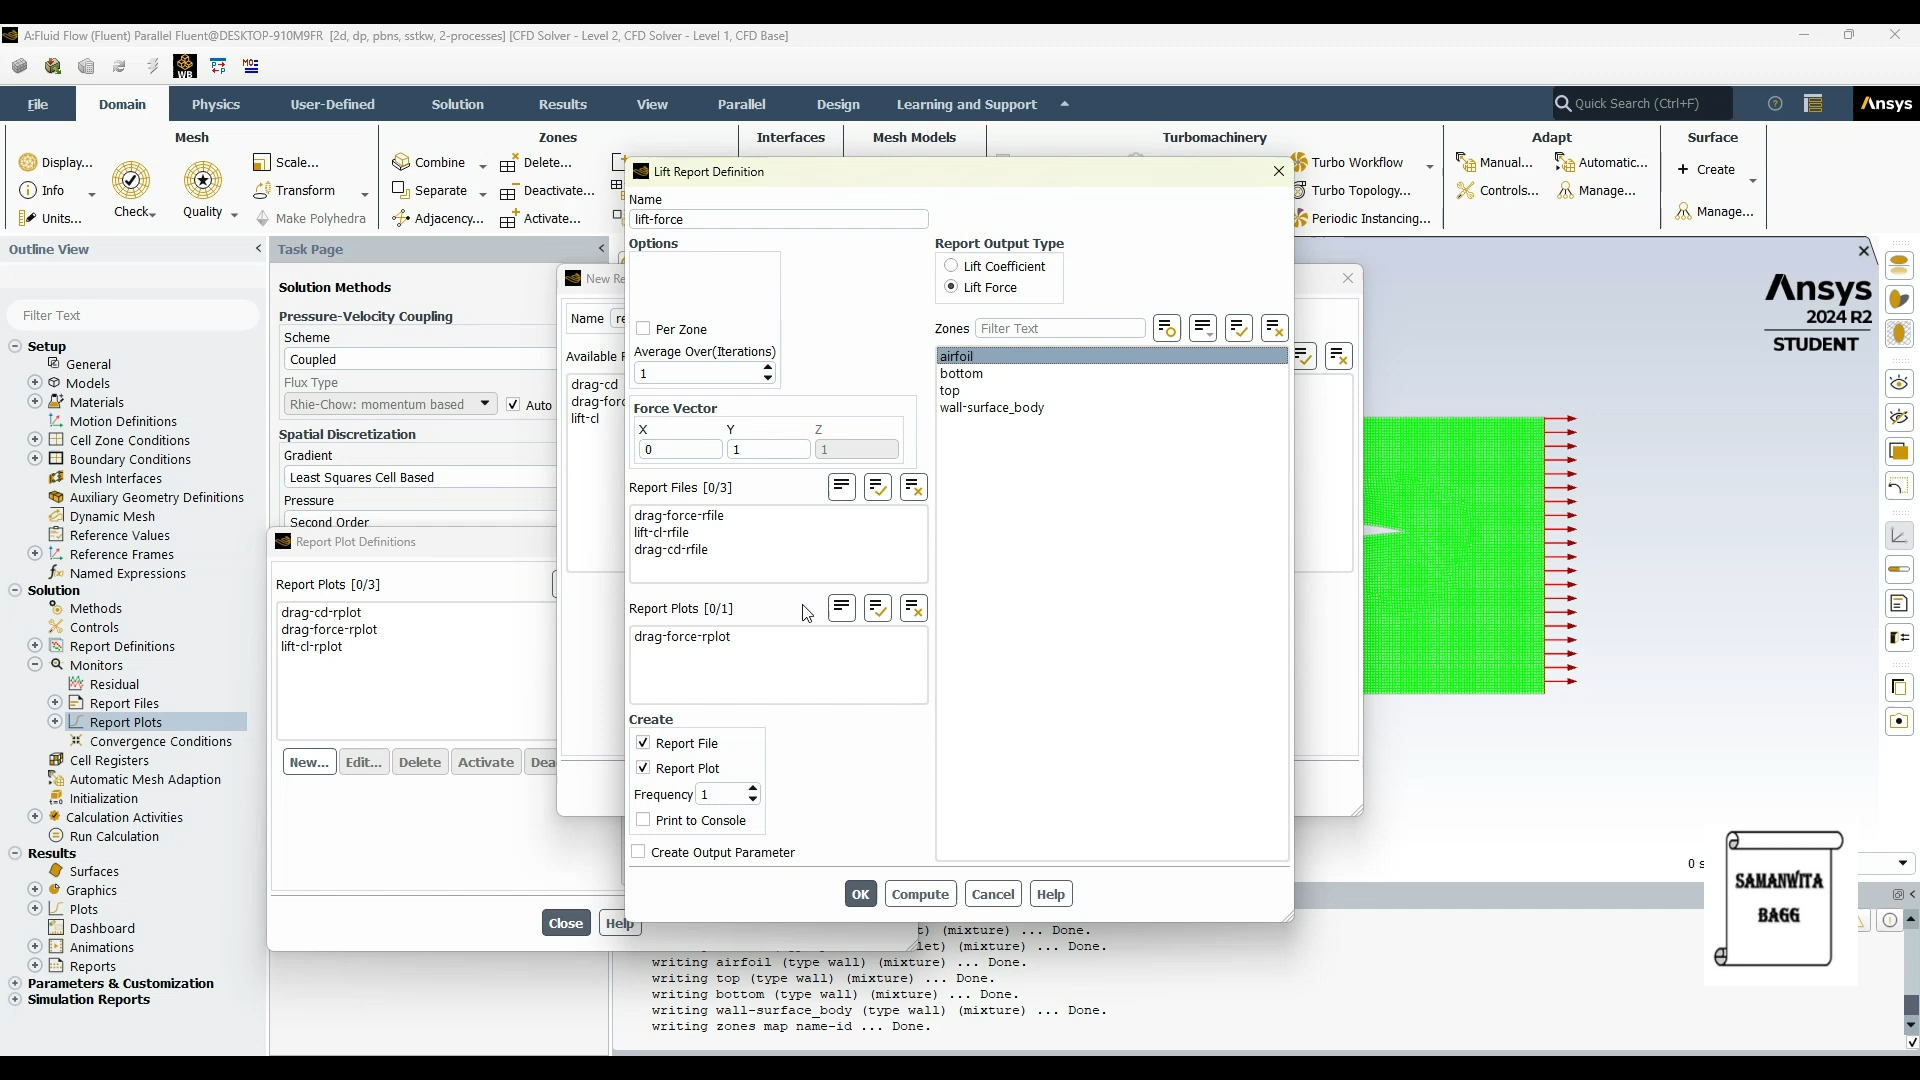 A:Fluid Flow (Fluent) Parallel Fluent@DESKTOP-910M9FR [2d, dp, pbns, sstkw, 2-processes] [CFD Solver - Level 2, CFD Solver - Level 1, CFD Base]
WB
File Domain Physics User-Defined Solution Results View Parallel Design Learning and Support Quick Search (Ctrl+F) Ansys
Mesh Zones Interfaces Mesh Models Turbomachinery Adapt Surface
Display... Scale... Combine Delete... Turbo Workflow Manual... Automatic... Create
Info Transform Separate Deactivate... Turbo Topology... Controls... Manage...
Units... Check Quality Make Polyhedra Adjacency... Activate... Periodic Instancing... Manage...
Outline View
Filter Text
Setup
General
Models
Materials
Motion Definitions
Cell Zone Conditions
Boundary Conditions
Mesh Interfaces
Auxiliary Geometry Definitions
Dynamic Mesh
Reference Values
Reference Frames
Named Expressions
Solution
Methods
Controls
Report Definitions
Monitors
Residual
Report Files
Report Plots
Convergence Conditions
Cell Registers
Automatic Mesh Adaption
Initialization
Calculation Activities
Run Calculation
Results
Surfaces
Graphics
Plots
Dashboard
Animations
Reports
Parameters & Customization
Simulation Reports
Task Page
Solution Methods
Pressure-Velocity Coupling
Scheme
Coupled
Flux Type
Rhie-Chow: momentum based Auto
Spatial Discretization
Gradient
Least Squares Cell Based
Pressure
Second Order
Report Plot Definitions
Report Plots [0/3]
drag-cd-rplot
drag-force-rplot
lift-cl-rplot
New... Edit... Delete Activate Dea
Close Help
New Re
Name re
Available
drag-cd
drag-forc
lift-cl
Lift Report Definition
Name
lift-force
Options
Per Zone
Average Over(Iterations)
1
Force Vector
X Y Z
0 1 1
Report Files [0/3]
drag-force-rfile
lift-cl-rfile
drag-cd-rfile
Report Plots [0/1]
drag-force-rplot
Create
Report File
Report Plot
Frequency 1
Print to Console
Create Output Parameter
Report Output Type
Lift Coefficient
Lift Force
Zones Filter Text
airfoil
bottom
top
wall-surface_body
OK Compute Cancel Help
Ansys
2024 R2
STUDENT
0 s
SAMANWITA
BAGG
t) (mixture) ... Done.
let) (mixture) ... Done.
writing airfoil (type wall) (mixture) ... Done.
writing top (type wall) (mixture) ... Done.
writing bottom (type wall) (mixture) ... Done.
writing wall-surface_body (type wall) (mixture) ... Done.
writing zones map name-id ... Done.